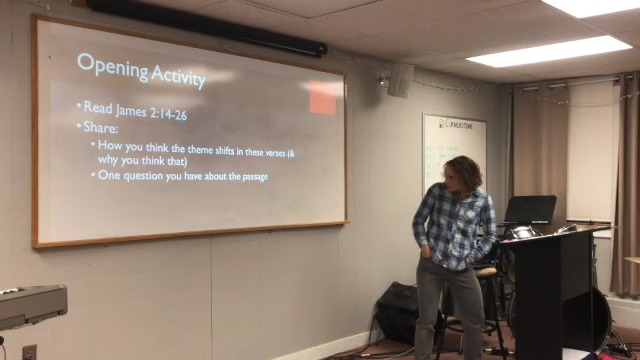 Opening Activity
• Read James 2:14-26
• Share:
• How you think the theme shifts in these verses (&
why you think that)
• One question you have about the passage